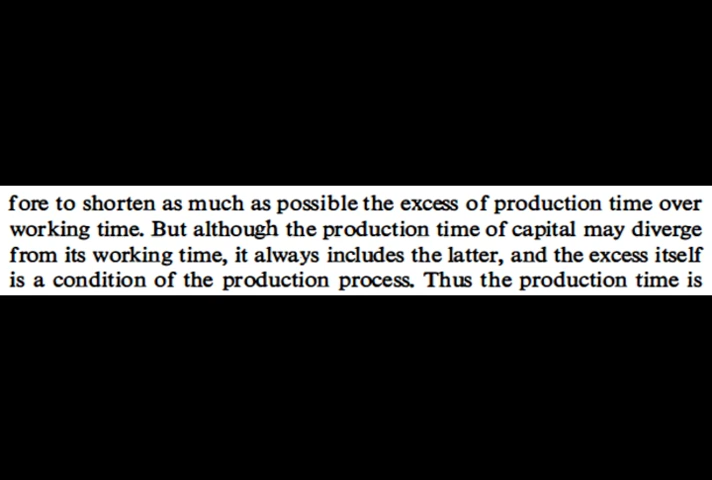 fore to shorten as much as possible the excess of production time over
working time. But although the production time of capital may diverge
from its working time, it always includes the latter, and the excess itself
is a condition of the production process. Thus the production time is